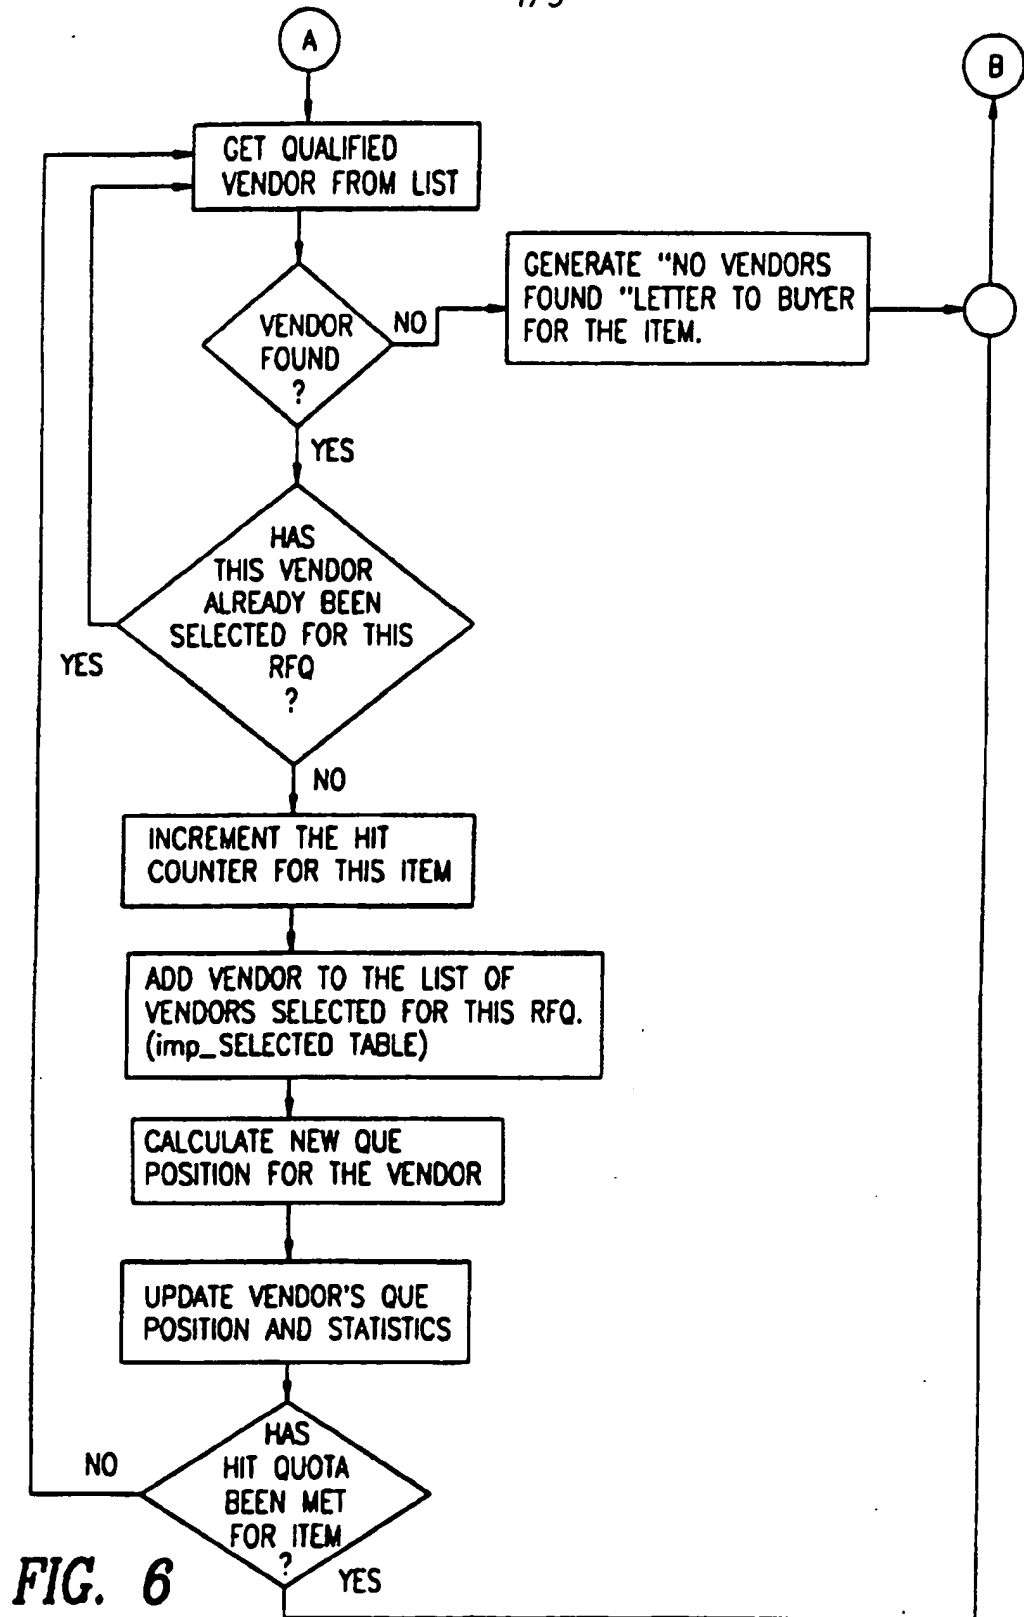 A
B
GET QUALIFIED
VENDOR FROM LIST
GENERATE "NO VENDORS
FOUND "LETTER TO BUYER
FOR THE ITEM.
VENDOR
FOUND
?
NO
YES
HAS
THIS VENDOR
ALREADY BEEN
SELECTED FOR THIS
RFQ
?
YES
NO
INCREMENT THE HIT
COUNTER FOR THIS ITEM
ADD VENDOR TO THE LIST OF
VENDORS SELECTED FOR THIS RFQ.
(imp_SELECTED TABLE)
CALCULATE NEW QUE
POSITION FOR THE VENDOR
UPDATE VENDOR'S QUE
POSITION AND STATISTICS
HAS
HIT QUOTA
BEEN MET
FOR ITEM
?
NO
YES
FIG. 6